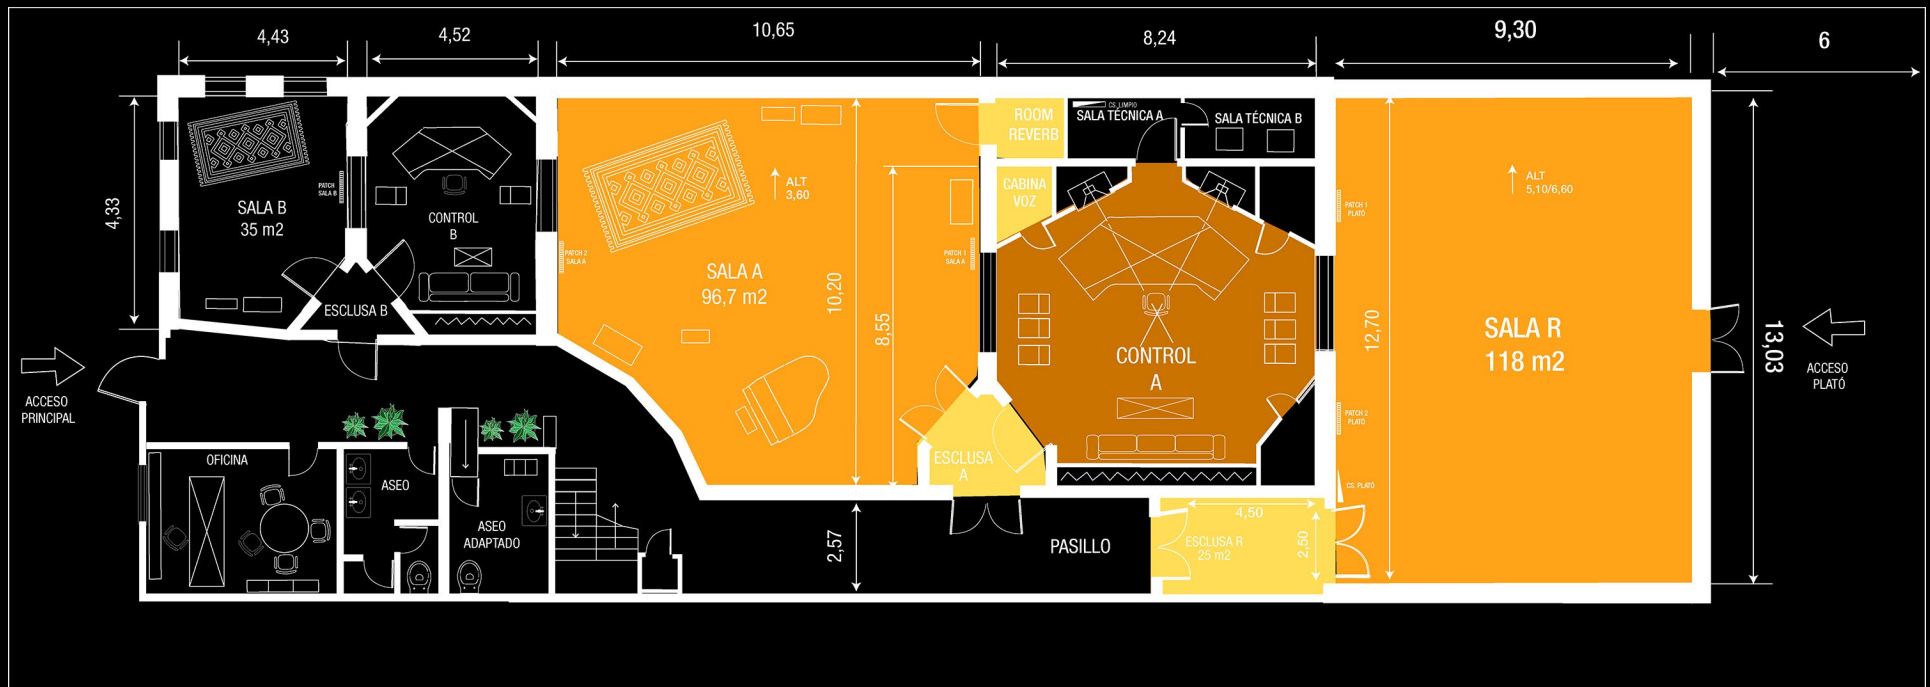 4,43
4,52
10,65
8,24
9,30
6
4,33
SALA B
35 m2
PATCH
SALA B
CONTROL
B
ESCLUSA B
ALT
3,60
PATCH 2
SALA A
SALA A
96,7 m2
10,20
8,55
PATCH 1
SALA A
ROOM
REVERB
CABINA
VOZ
CS. LIMPIO
SALA TÉCNICA A
SALA TÉCNICA B
CONTROL
A
ESCLUSA
A
ALT
5,10/6,60
PATCH 1
PLATÓ
12,70
SALA R
118 m2
PATCH 2
PLATÓ
CS. PLATÓ
13,03
ACCESO
PLATÓ
ACCESO
PRINCIPAL
OFICINA
ASEO
ASEO
ADAPTADO
2,57
PASILLO
4,50
ESCLUSA R
25 m2
2,50